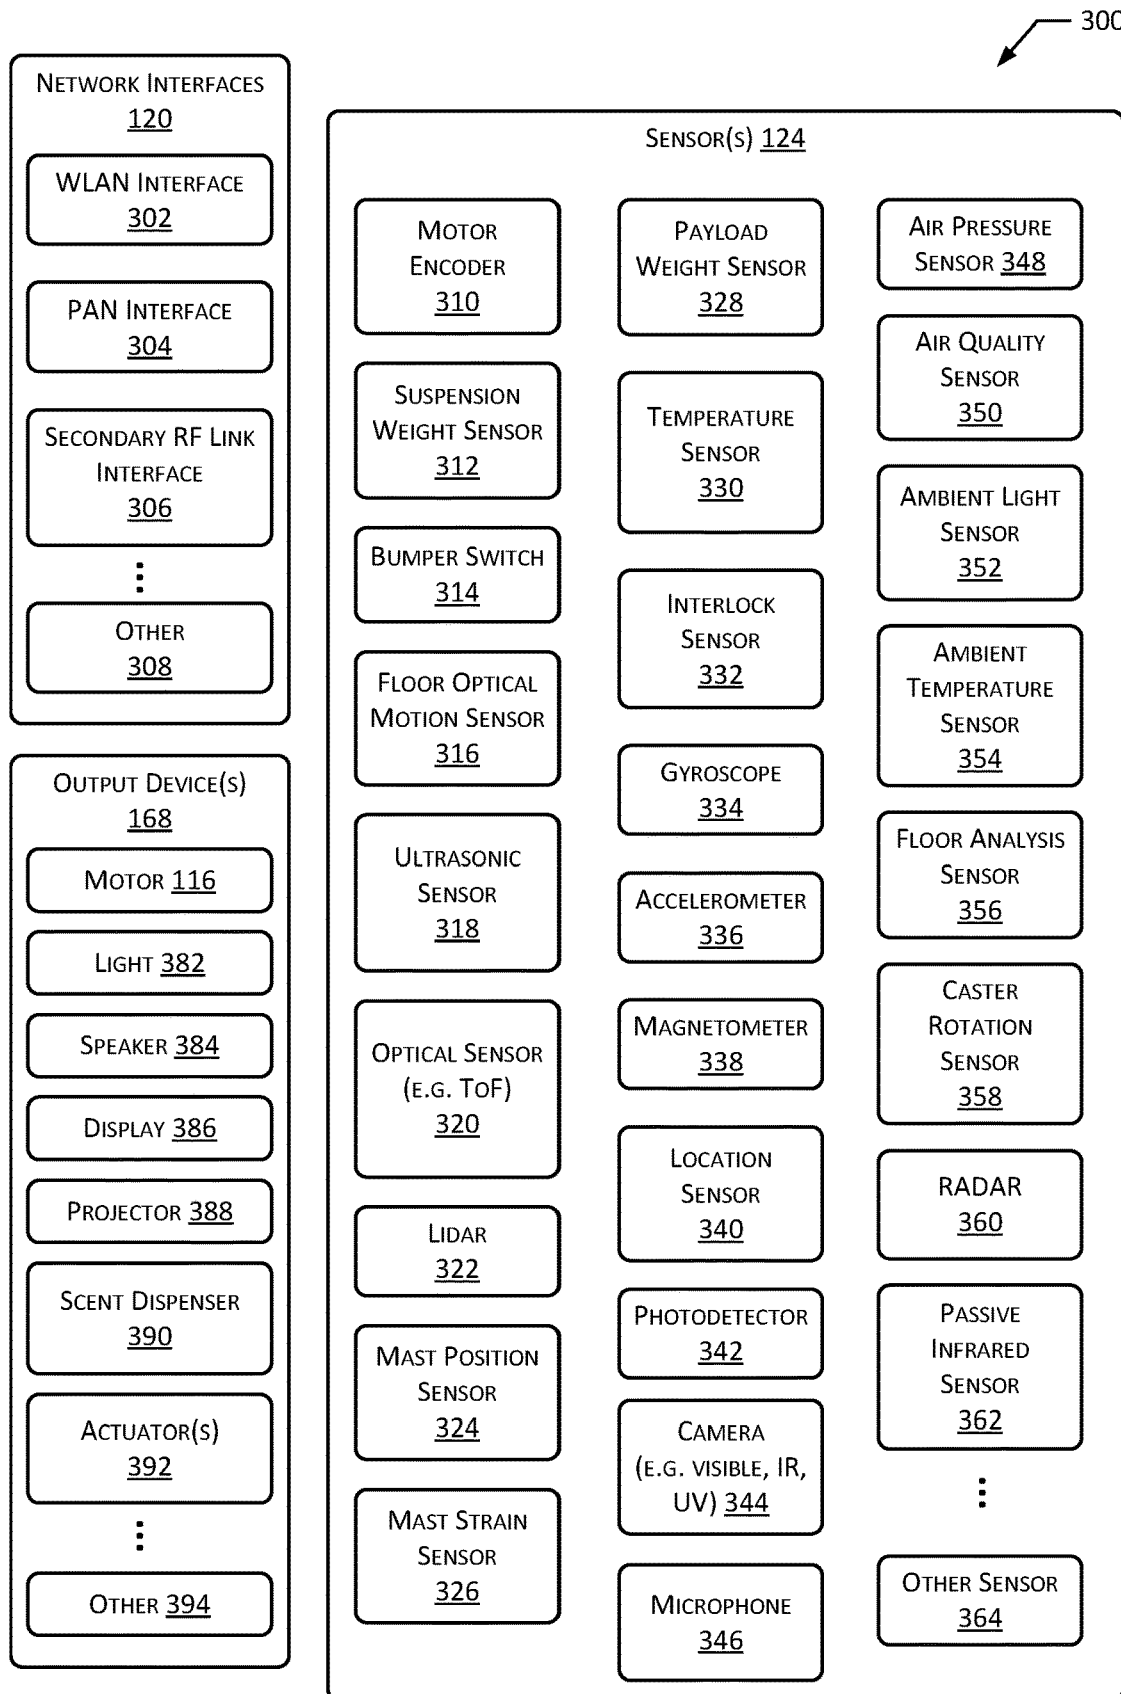 300
NETWORK INTERFACES
120
WLAN INTERFACE
302
PAN INTERFACE
304
SECONDARY RF LINK
INTERFACE
306
OTHER
308
OUTPUT DEVICE(S)
168
MOTOR 116
LIGHT 382
SPEAKER 384
DISPLAY 386
PROJECTOR 388
SCENT DISPENSER
390
ACTUATOR(S)
392
OTHER 394
SENSOR(S) 124
MOTOR
ENCODER
310
SUSPENSION
WEIGHT SENSOR
312
BUMPER SWITCH
314
FLOOR OPTICAL
MOTION SENSOR
316
ULTRASONIC
SENSOR
318
OPTICAL SENSOR
(E.G. TOF)
320
LIDAR
322
MAST POSITION
SENSOR
324
MAST STRAIN
SENSOR
326
PAYLOAD
WEIGHT SENSOR
328
TEMPERATURE
SENSOR
330
INTERLOCK
SENSOR
332
GYROSCOPE
334
ACCELEROMETER
336
MAGNETOMETER
338
LOCATION
SENSOR
340
PHOTODETECTOR
342
CAMERA
(E.G. VISIBLE, IR,
UV) 344
MICROPHONE
346
AIR PRESSURE
SENSOR 348
AIR QUALITY
SENSOR
350
AMBIENT LIGHT
SENSOR
352
AMBIENT
TEMPERATURE
SENSOR
354
FLOOR ANALYSIS
SENSOR
356
CASTER
ROTATION
SENSOR
358
RADAR
360
PASSIVE
INFRARED
SENSOR
362
OTHER SENSOR
364